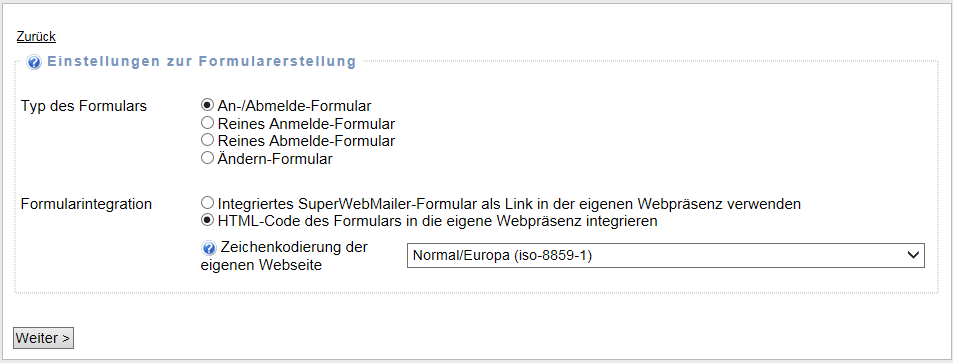 Zurück
Einstellungen zur Formularerstellung
Typ des Formulars
An-/Abmelde-Formular
Reines Anmelde-Formular
Reines Abmelde-Formular
Ändern-Formular
Formularintegration
Integriertes SuperWebMailer-Formular als Link in der eigenen Webpräsenz verwenden
HTML-Code des Formulars in die eigene Webpräsenz integrieren
Zeichenkodierung der
eigenen Webseite
Normal/Europa (iso-8859-1)
Weiter >